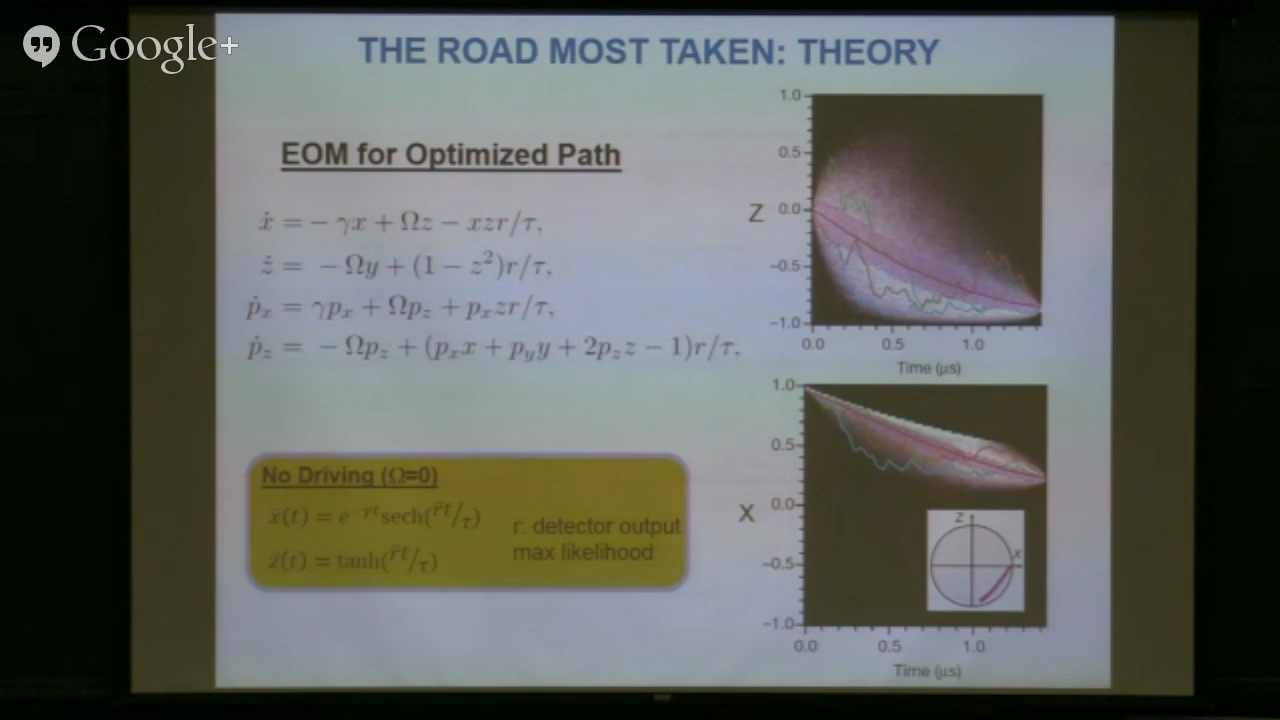 Google+
THE ROAD MOST TAKEN: THEORY
EOM for Optimized Path
ẋ = − γx + Ωz − xzr/τ,
ż = − Ωy + (1 − z²)r/τ,
ṗₓ = γpₓ + Ωp_z + pₓzr/τ,
ṗ_z = − Ωp_z + (pₓx + p_yy + 2p_zz − 1)r/τ,
No Driving (Ω=0)
x̄(t) = e^{−γt}sech(r̄t/τ)
z̄(t) = tanh(r̄t/τ)
r: detector output
max likelihood
1.0
0.5
Z 0.0
−0.5
−1.0
0.0 0.5 1.0
Time (μs)
1.0
0.5
X 0.0
−0.5
−1.0
Z
X
0.0 0.5 1.0
Time (μs)